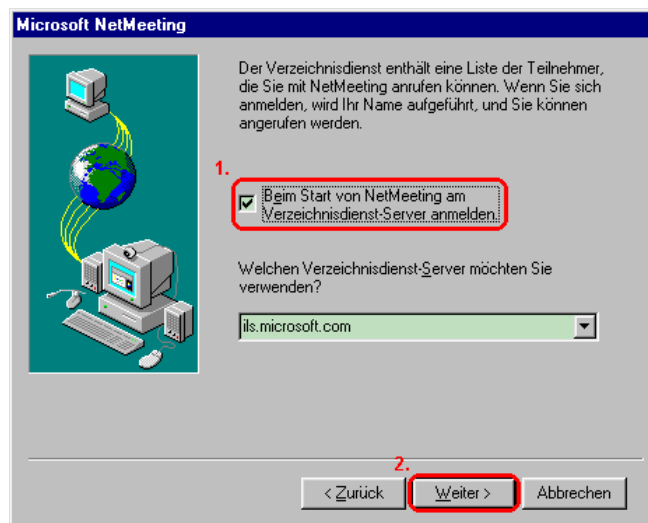 Microsoft NetMeeting
Der Verzeichnisdienst enthält eine Liste der Teilnehmer,
die Sie mit NetMeeting anrufen können. Wenn Sie sich
anmelden, wird Ihr Name aufgeführt, und Sie können
angerufen werden.
1.
Beim Start von NetMeeting am
Verzeichnisdienst-Server anmelden.
Welchen Verzeichnisdienst-Server möchten Sie
verwenden?
ils.microsoft.com
2.
< Zurück Weiter > Abbrechen